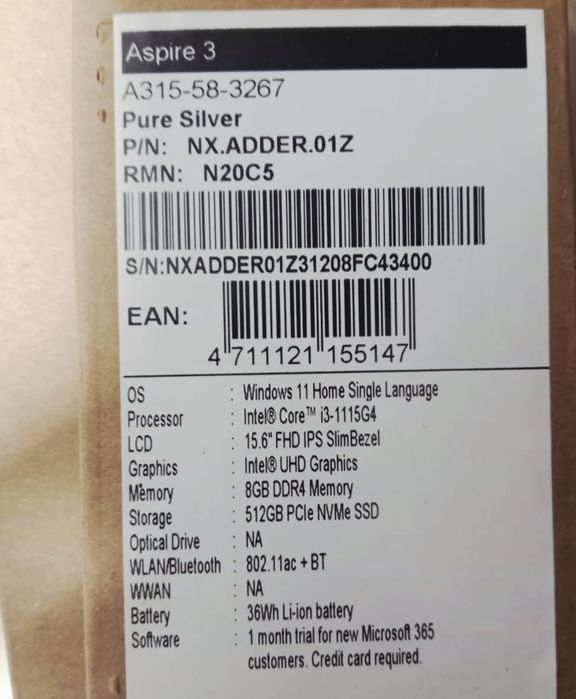 Aspire 3
A315-58-3267
Pure Silver
P/N: NX.ADDER.01Z
RMN: N20C5
S/N:NXADDER01Z31208FC43400
EAN:
4 711121 155147
OS : Windows 11 Home Single Language
Processor : Intel® Core™ i3-1115G4
LCD : 15.6" FHD IPS SlimBezel
Graphics : Intel® UHD Graphics
Memory : 8GB DDR4 Memory
Storage : 512GB PCIe NVMe SSD
Optical Drive : NA
WLAN/Bluetooth : 802.11ac + BT
WWAN : NA
Battery : 36Wh Li-ion battery
Software : 1 month trial for new Microsoft 365
customers. Credit card required.